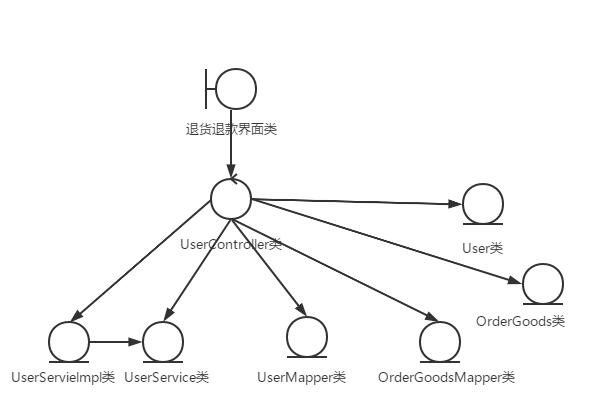 退货退款界面类
UserController类
User类
OrderGoods类
UserServieImpl类
UserService类
UserMapper类
OrderGoodsMapper类